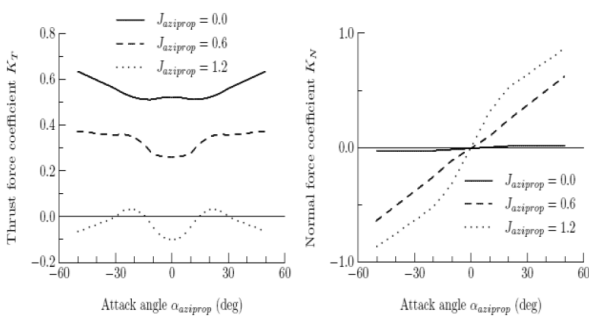 J_aziprop = 0.0
J_aziprop = 0.6
J_aziprop = 1.2
Thrust force coefficient K_T
0.8
0.6
0.4
0.2
0.0
−0.2
−60 −30 0 30 60
Attack angle α_aziprop (deg)
Normal force coefficient K_N
1.0
0.0
−1.0
J_aziprop = 0.0
J_aziprop = 0.6
J_aziprop = 1.2
−60 −30 0 30 60
Attack angle α_aziprop (deg)